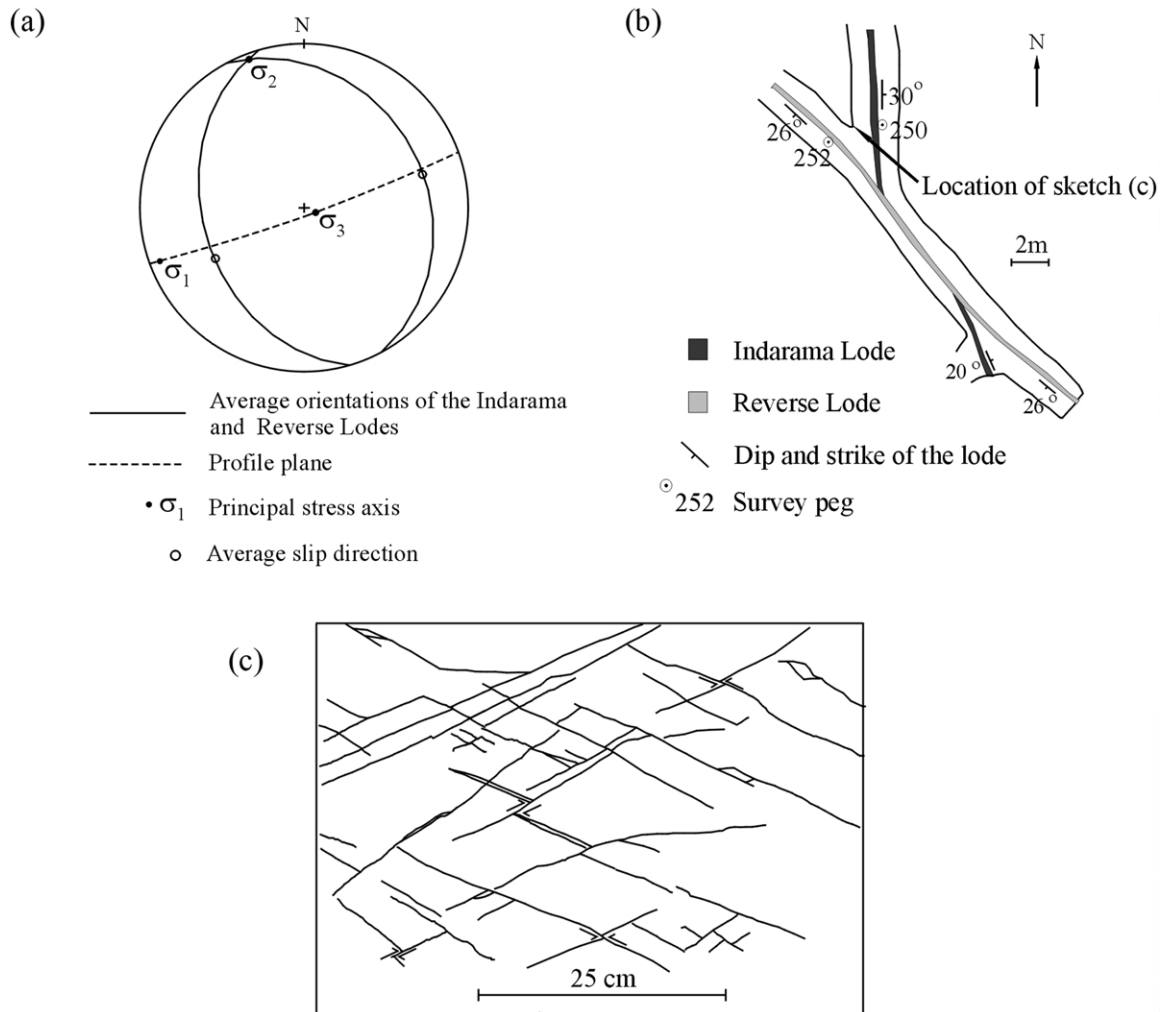 (a)
N
σ2
σ3
σ1
Average orientations of the Indarama
and Reverse Lodes
Profile plane
σ1 Principal stress axis
Average slip direction
(b)
N
30°
26°
250
252
Location of sketch (c)
2m
Indarama Lode
20°
Reverse Lode
26°
Dip and strike of the lode
252 Survey peg
(c)
25 cm